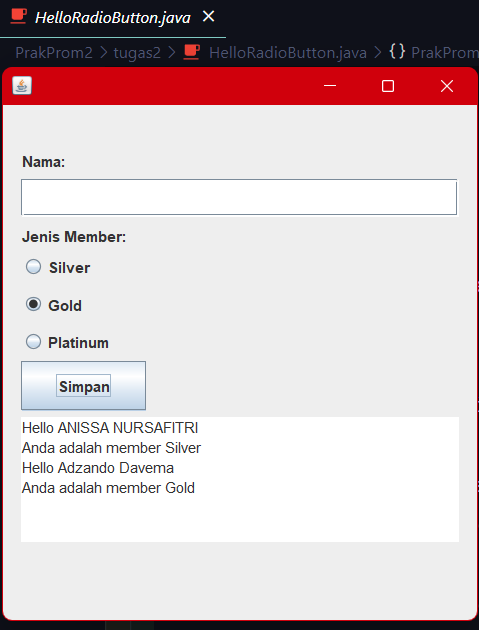 HelloRadioButton.java
PrakProm2 > tugas2 > HelloRadioButton.java > {} PrakProm
Nama:
Jenis Member:
Silver
Gold
Platinum
Simpan
Hello ANISSA NURSAFITRI
Anda adalah member Silver
Hello Adzando Davema
Anda adalah member Gold